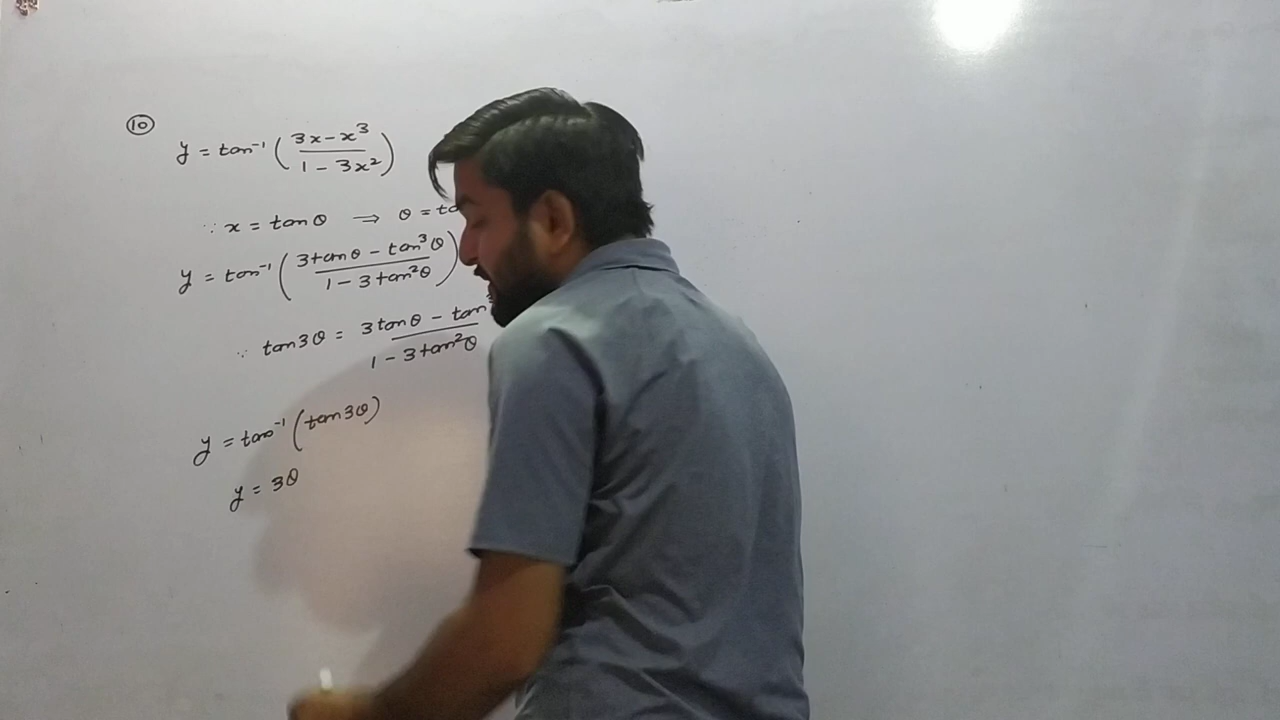 10
y = tan⁻¹ ( (3x - x³) / (1 - 3x²) )
∵ x = tanθ ⟹ θ =
y = tan⁻¹ ( (3tanθ - tan³θ) / (1 - 3tan²θ) )
∵ tan3θ = (3tanθ - tan) / (1 - 3tan²θ)
y = tan⁻¹ (tan3θ)
y = 3θ